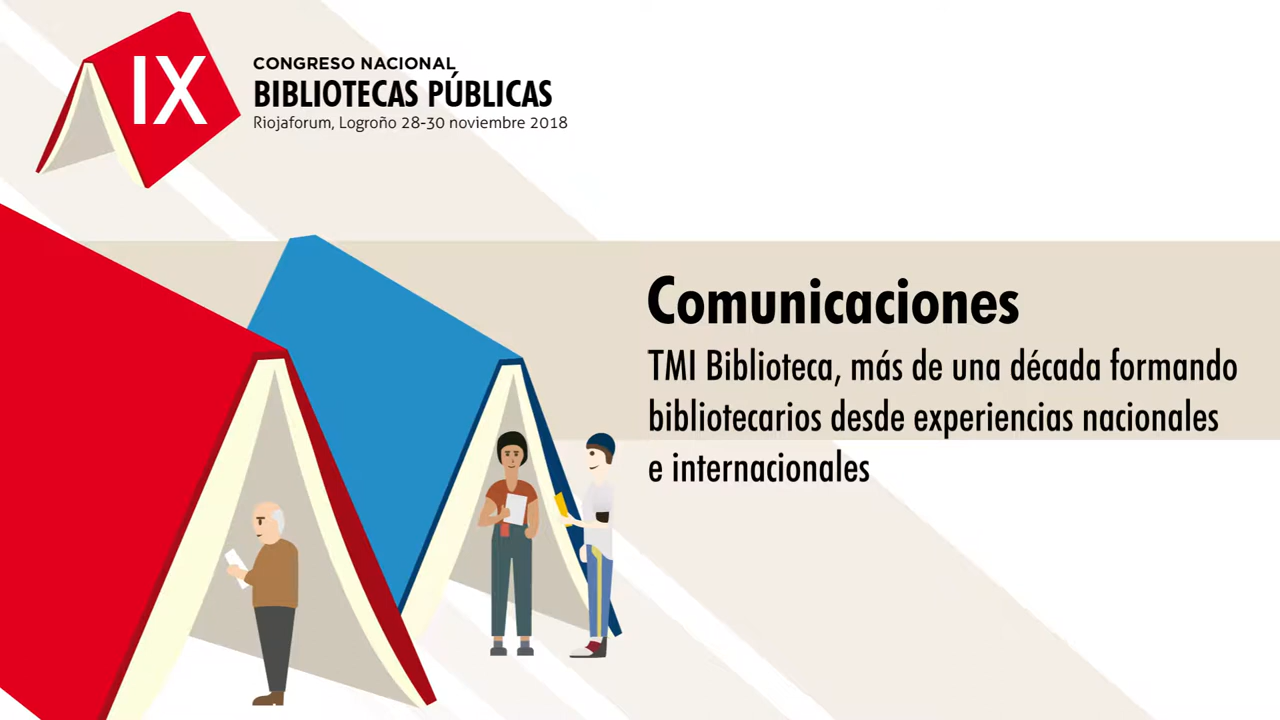 IX
CONGRESO NACIONAL
BIBLIOTECAS PÚBLICAS
Riojaforum, Logroño 28-30 noviembre 2018
Comunicaciones
TMI Biblioteca, más de una década formando
bibliotecarios desde experiencias nacionales
e internacionales